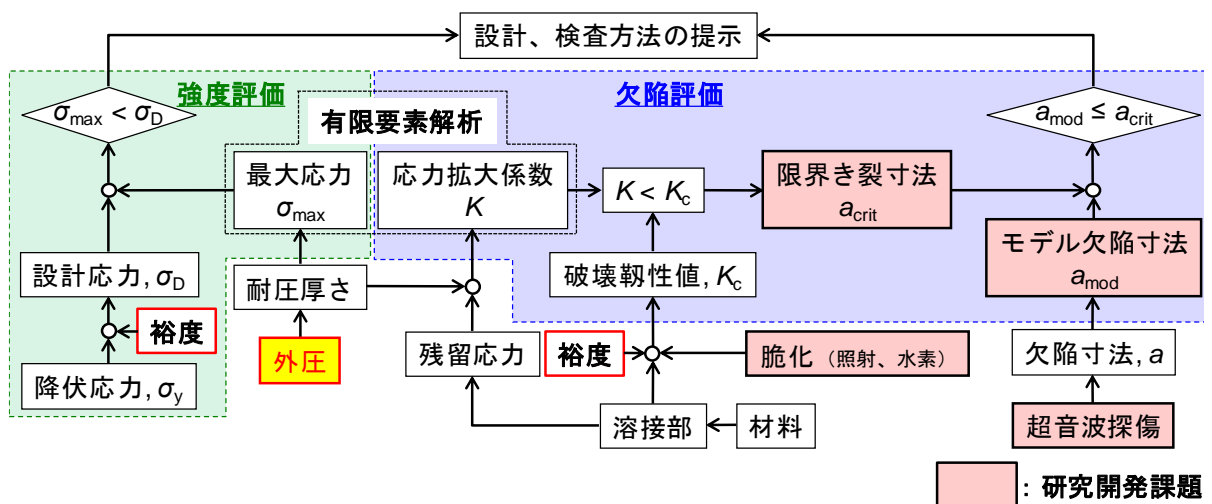 設計、検査方法の提示
強度評価
欠陥評価
σmax < σD
有限要素解析
amod ≤ acrit
最大応力
σmax
応力拡大係数
K
K < Kc
限界き裂寸法
acrit
モデル欠陥寸法
amod
設計応力, σD
耐圧厚さ
破壊靱性値, Kc
裕度
外圧
残留応力
裕度
脆化 (照射、水素)
欠陥寸法, a
降伏応力, σy
溶接部
材料
超音波探傷
: 研究開発課題